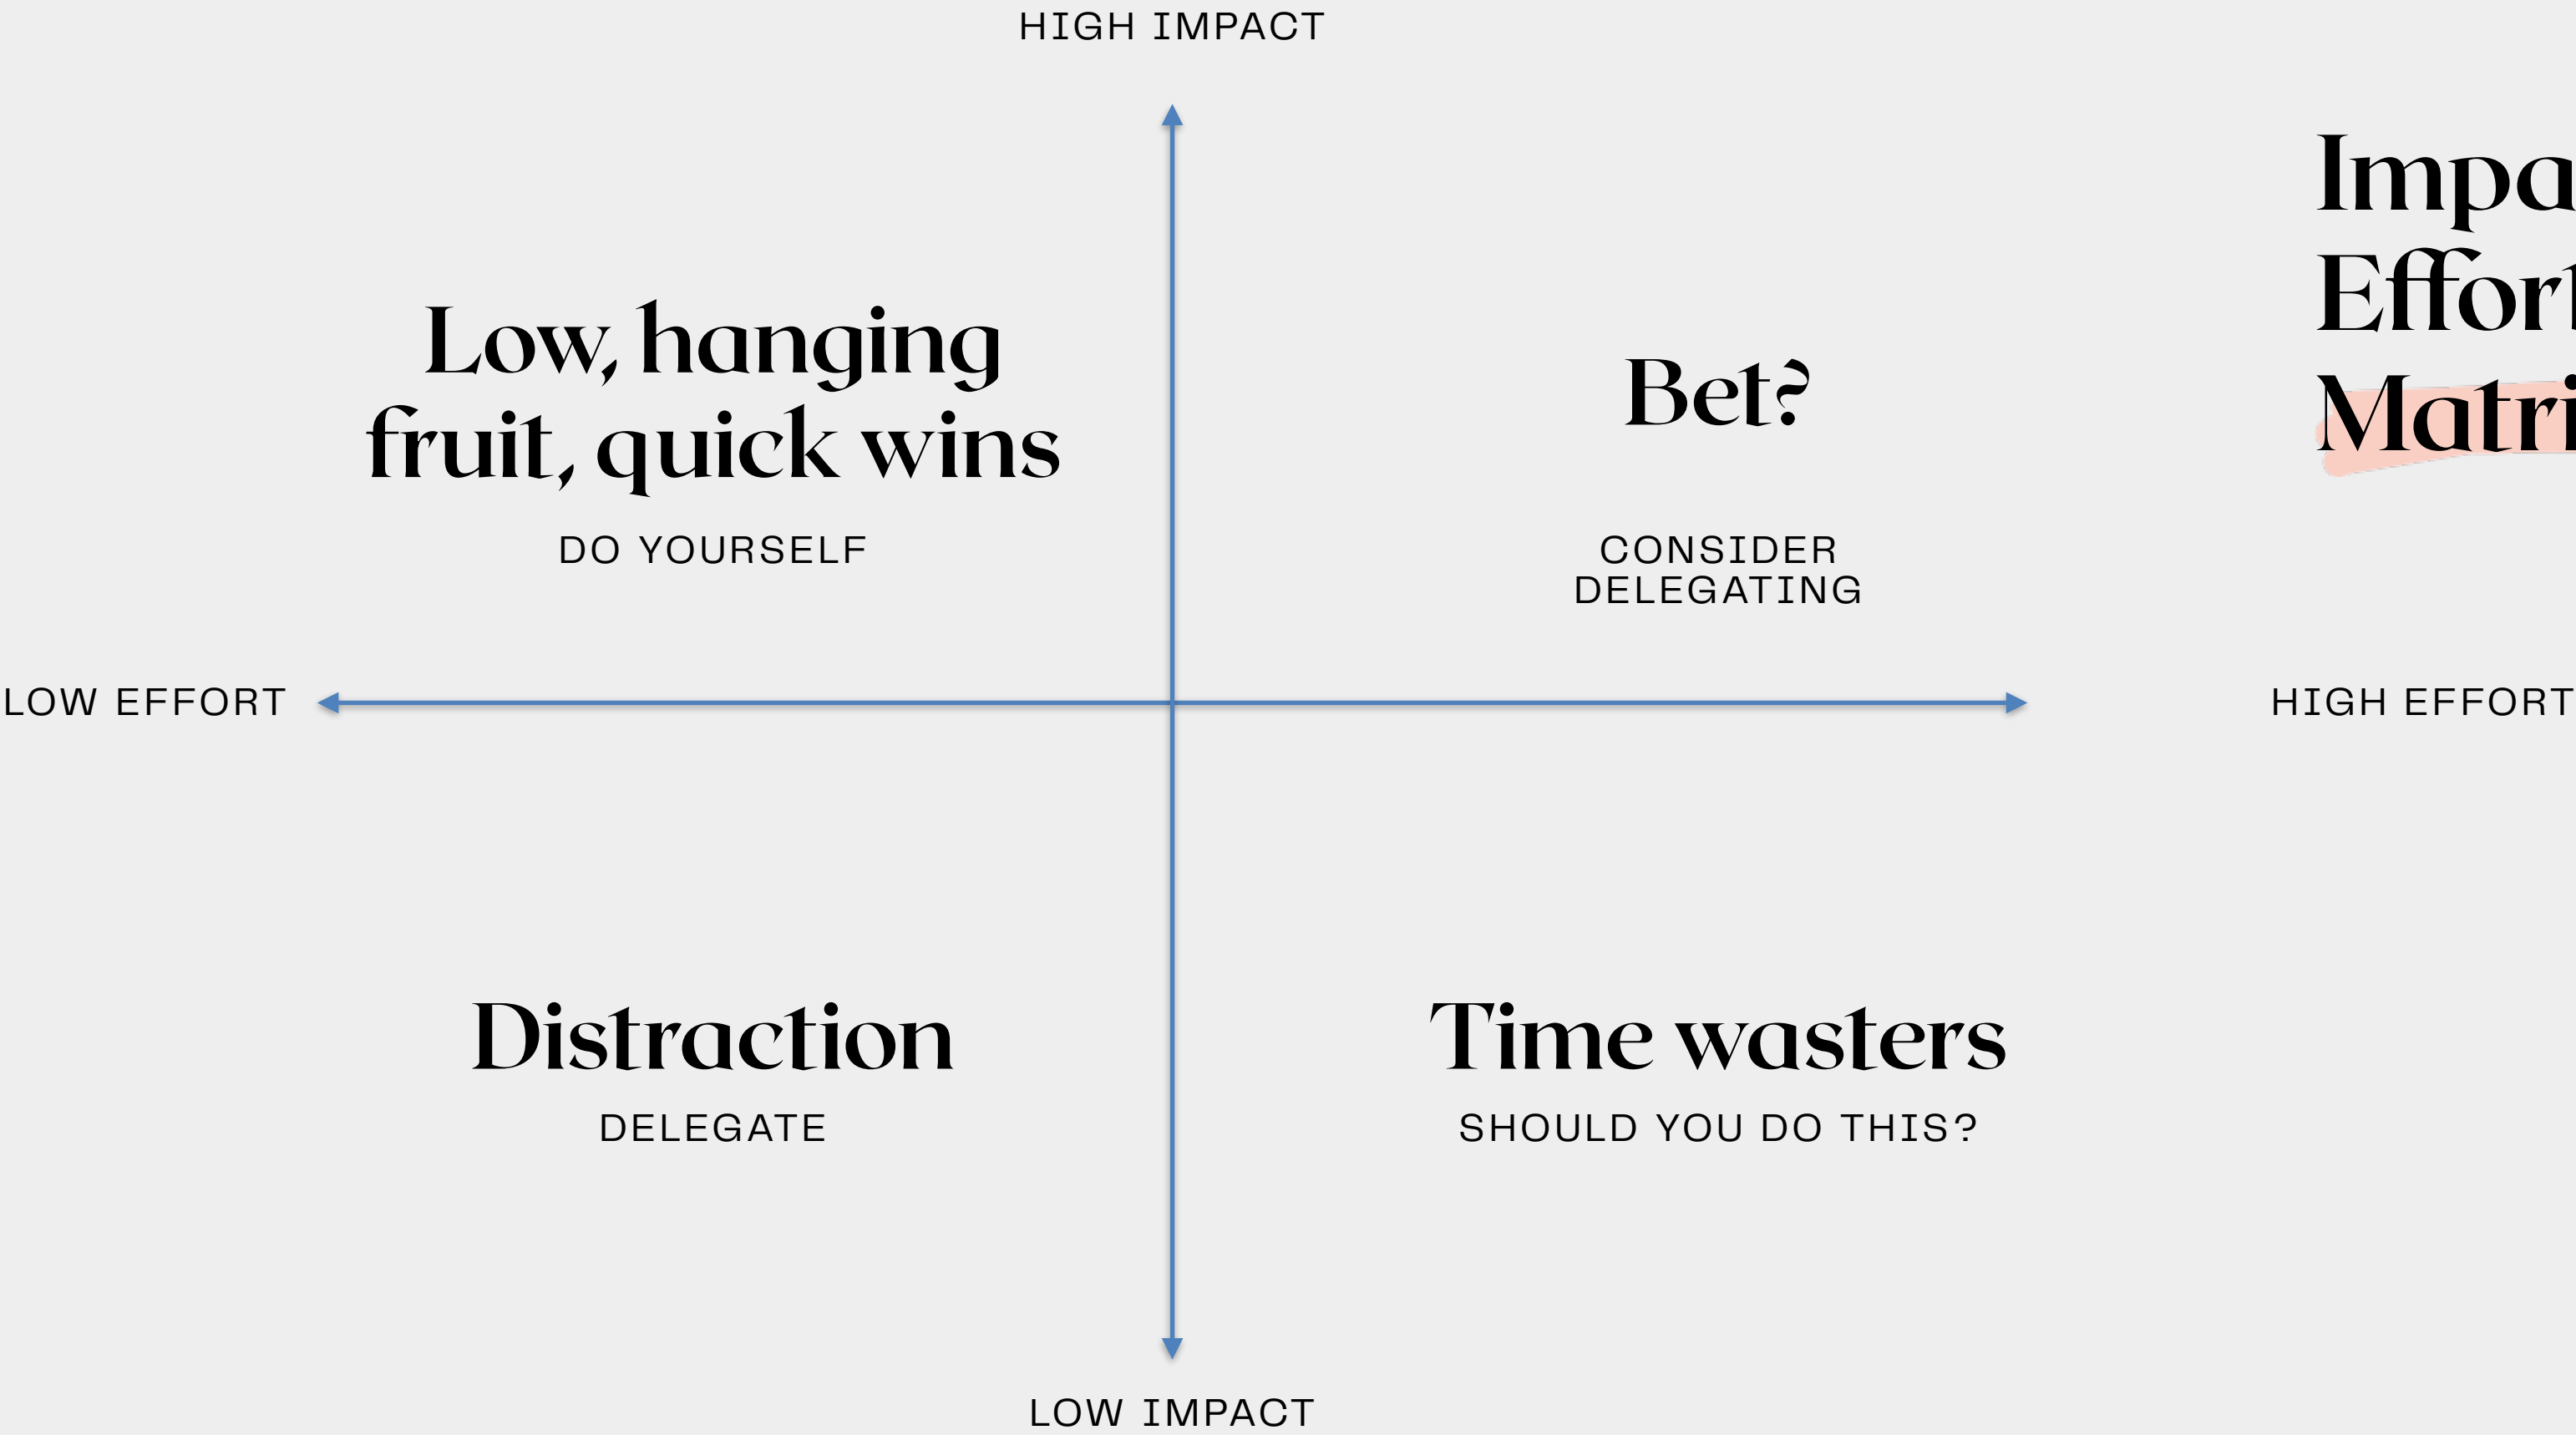 HIGH IMPACT
Low, hanging
fruit, quick wins
DO YOURSELF
Bet?
CONSIDER
DELEGATING
LOW EFFORT
HIGH EFFORT
Distraction
DELEGATE
Time wasters
SHOULD YOU DO THIS?
LOW IMPACT